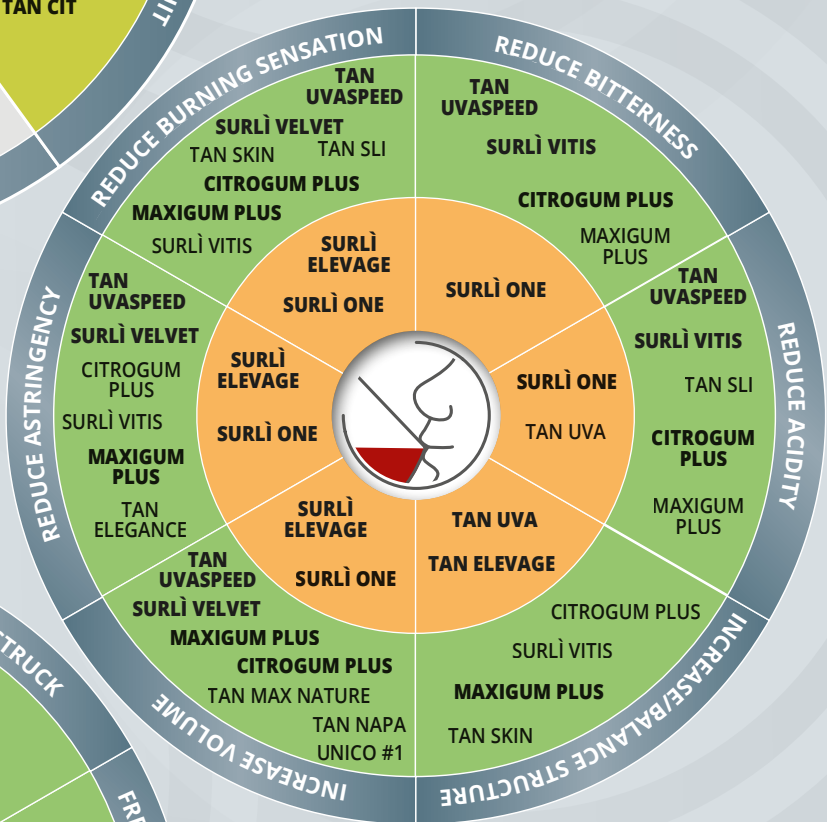 TAN CIT
UIT
REDUCE BURNING SENSATION
TAN
UVASPEED
SURLÌ VELVET
TAN SKIN
TAN SLI
CITROGUM PLUS
MAXIGUM PLUS
SURLÌ VITIS
SURLÌ
ELEVAGE
SURLÌ ONE
REDUCE BITTERNESS
TAN
UVASPEED
SURLÌ VITIS
CITROGUM PLUS
MAXIGUM
PLUS
SURLÌ ONE
REDUCE ACIDITY
TAN
UVASPEED
SURLÌ VITIS
TAN SLI
CITROGUM
PLUS
MAXIGUM
PLUS
SURLÌ ONE
TAN UVA
INCREASE/BALANCE STRUCTURE
TAN UVA
TAN ELEVAGE
CITROGUM PLUS
SURLÌ VITIS
MAXIGUM PLUS
TAN SKIN
INCREASE VOLUME
SURLÌ
ELEVAGE
SURLÌ ONE
TAN
UVASPEED
SURLÌ VELVET
MAXIGUM PLUS
CITROGUM PLUS
TAN MAX NATURE
TAN NAPA
UNICO #1
REDUCE ASTRINGENCY
TAN
UVASPEED
SURLÌ VELVET
CITROGUM
PLUS
SURLÌ VITIS
MAXIGUM
PLUS
TAN
ELEGANCE
SURLÌ
ELEVAGE
SURLÌ ONE
TRUCK
FRE